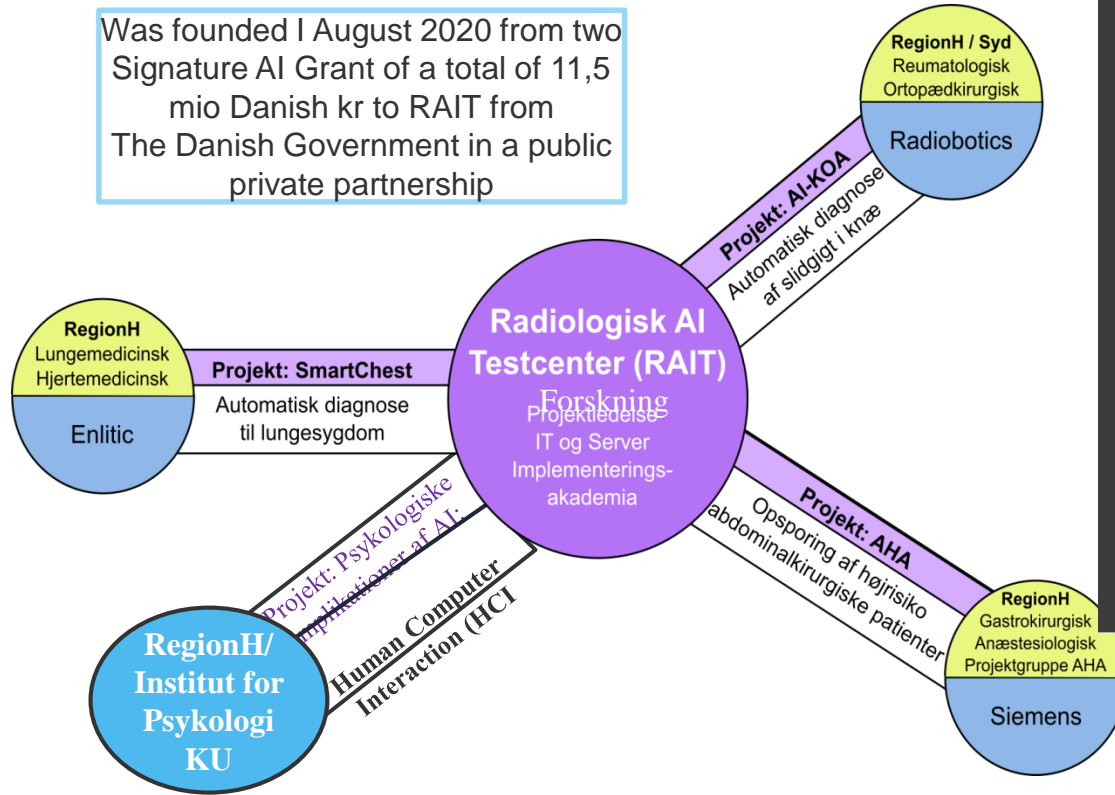 Was founded I August 2020 from two
Signature AI Grant of a total of 11,5
mio Danish kr to RAIT from
The Danish Government in a public
private partnership
RegionH / Syd
Reumatologisk
Ortopædkirurgisk
Radiobotics
Projekt: AI-KOA
Automatisk diagnose
af slidgigt i knæ
Radiologisk AI
Testcenter (RAIT)
Forskning
Projektledelse
IT og Server
Implementerings-
akademia
RegionH
Lungemedicinsk
Hjertemedicinsk
Enlitic
Projekt: SmartChest
Automatisk diagnose
til lungesygdom
Projekt: Psykologiske
implikationer af AI:
Human Computer
Interaction (HCI
RegionH/
Institut for
Psykologi
KU
Projekt: AHA
Opsporing af højrisiko
abdominalkirurgiske patienter
RegionH
Gastrokirurgisk
Anæstesiologisk
Projektgruppe AHA
Siemens